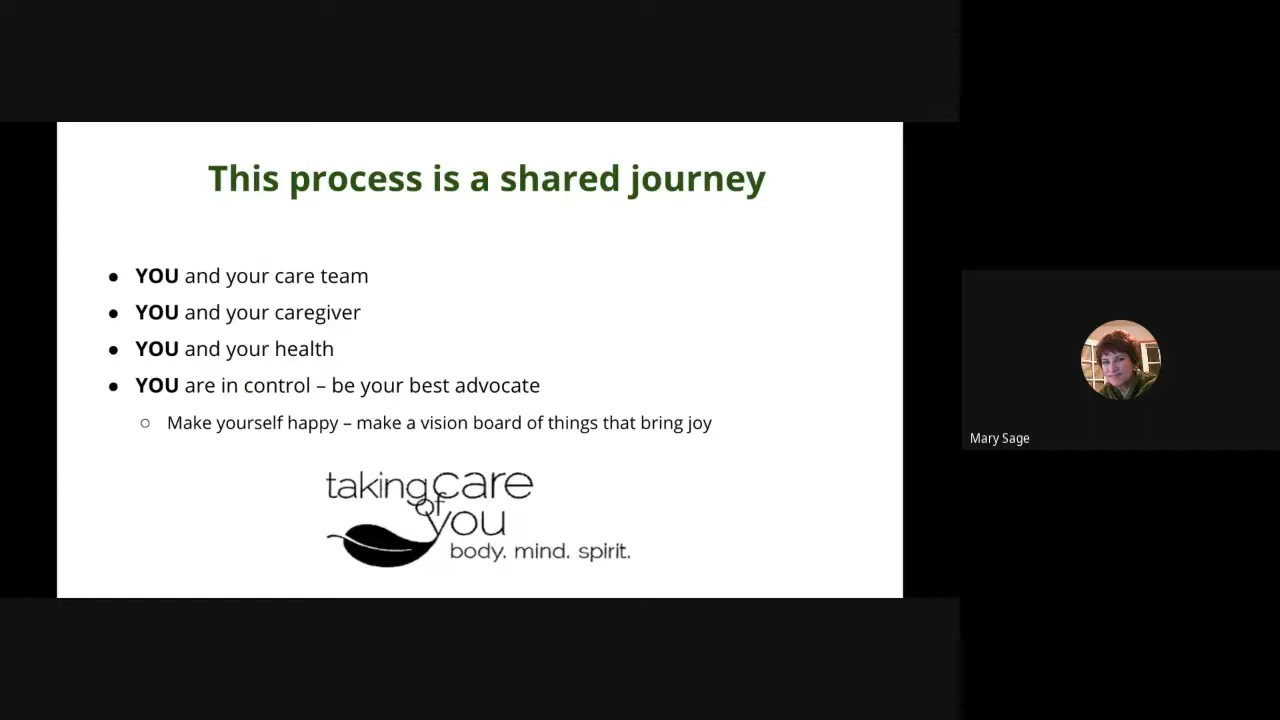 This process is a shared journey
● YOU and your care team
● YOU and your caregiver
● YOU and your health
● YOU are in control – be your best advocate
○ Make yourself happy – make a vision board of things that bring joy
taking care
of
you
body. mind. spirit.
Mary Sage